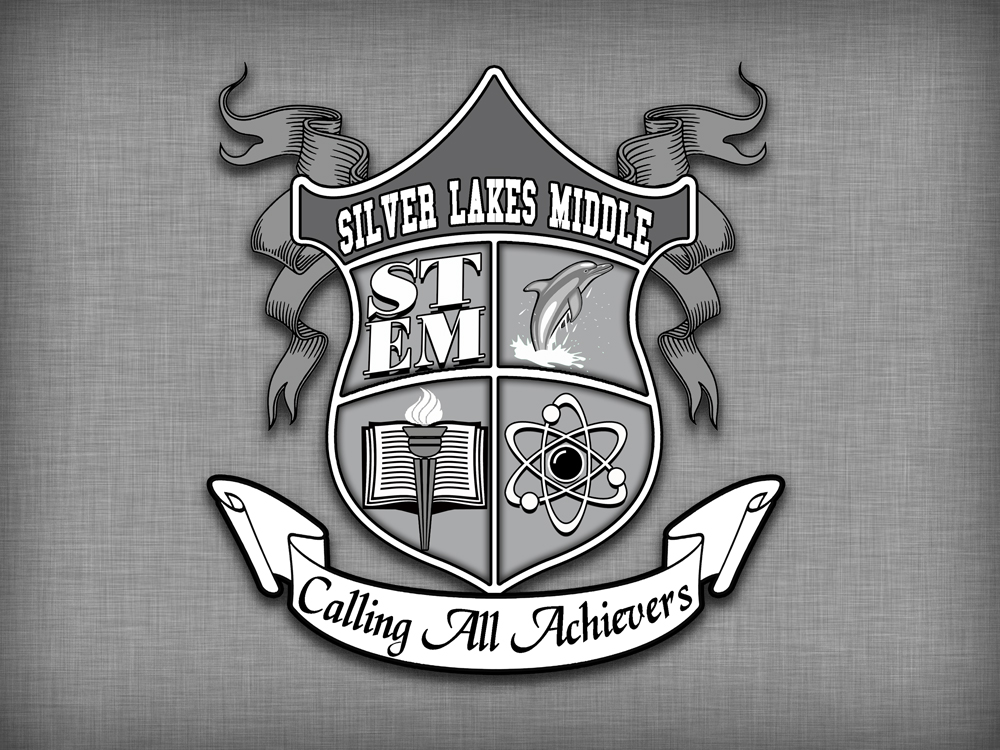 SILVER LAKES MIDDLE
ST
EM
Calling All Achievers